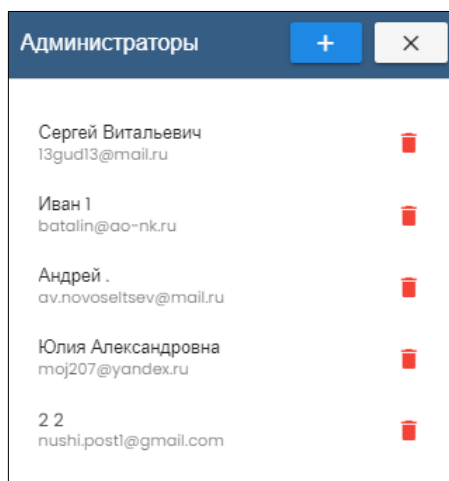 Администраторы
Сергей Витальевич
13gud13@mail.ru
Иван 1
batalin@ao-nk.ru
Андрей .
av.novoseltsev@mail.ru
Юлия Александровна
moj207@yandex.ru
2 2
nushi.post1@gmail.com